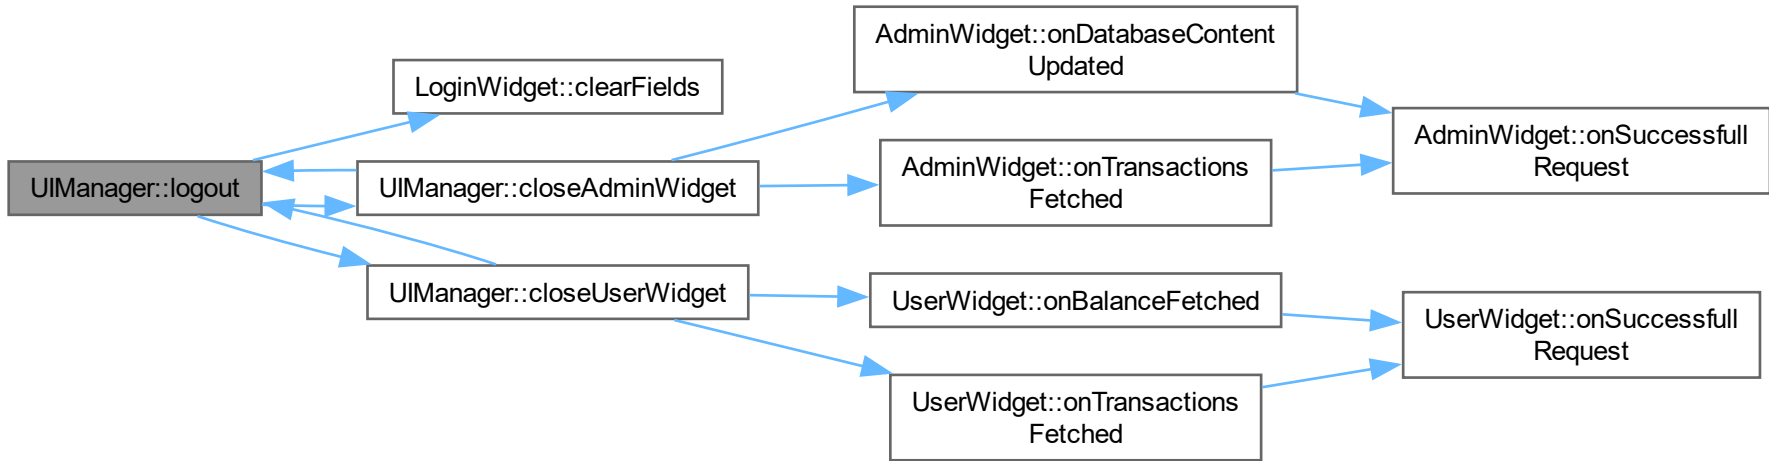 UIManager::logout
LoginWidget::clearFields
UIManager::closeAdminWidget
UIManager::closeUserWidget
AdminWidget::onDatabaseContent
Updated
AdminWidget::onTransactions
Fetched
UserWidget::onBalanceFetched
UserWidget::onTransactions
Fetched
AdminWidget::onSuccessfull
Request
UserWidget::onSuccessfull
Request